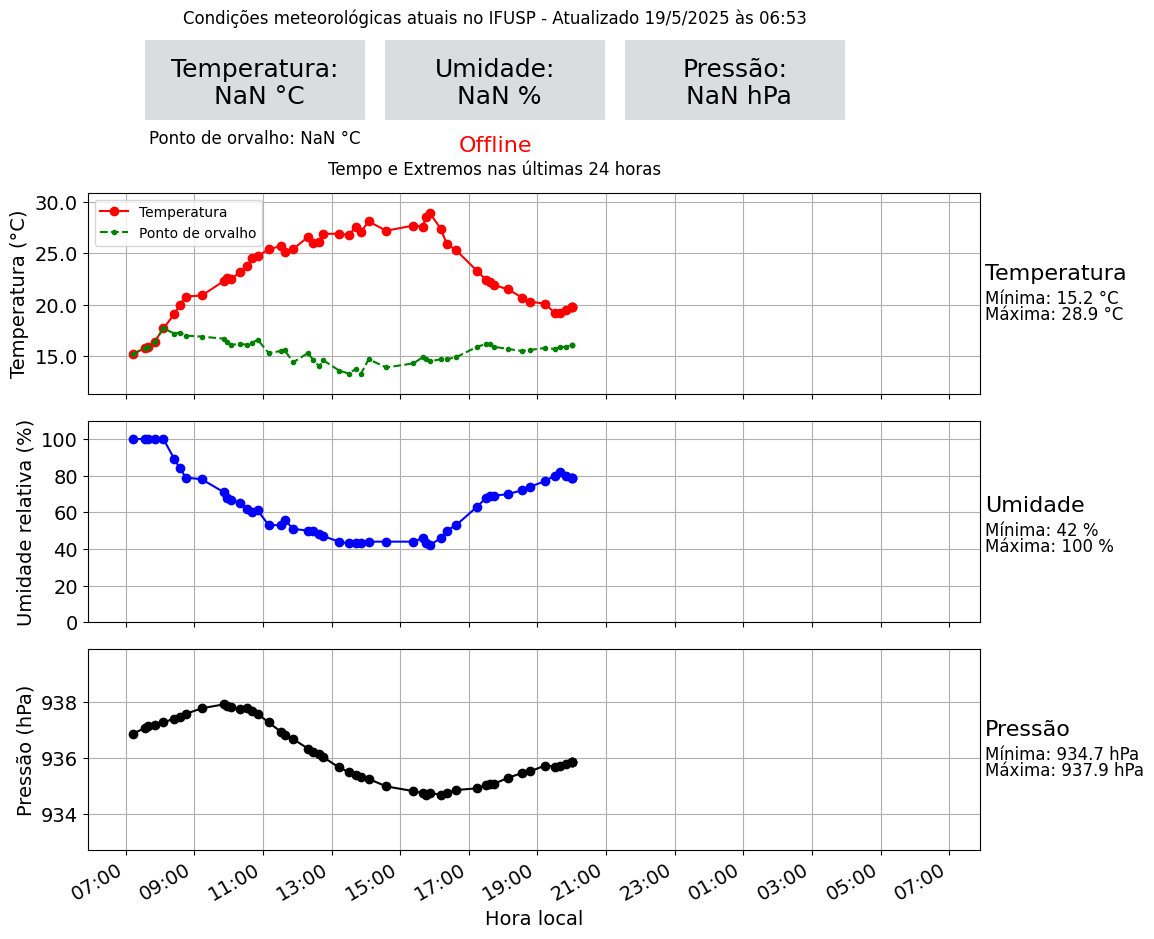 Condições meteorológicas atuais no IFUSP - Atualizado 19/5/2025 às 06:53
Temperatura:
NaN °C
Umidade:
NaN %
Pressão:
NaN hPa
Ponto de orvalho: NaN °C
Offline
Tempo e Extremos nas últimas 24 horas
Temperatura (°C)
30.0
25.0
20.0
15.0
Temperatura
Ponto de orvalho
Temperatura
Mínima: 15.2 °C
Máxima: 28.9 °C
Umidade relativa (%)
100
80
60
40
20
0
Umidade
Mínima: 42 %
Máxima: 100 %
Pressão (hPa)
938
936
934
Pressão
Mínima: 934.7 hPa
Máxima: 937.9 hPa
07:00
09:00
11:00
13:00
15:00
17:00
19:00
21:00
23:00
01:00
03:00
05:00
07:00
Hora local